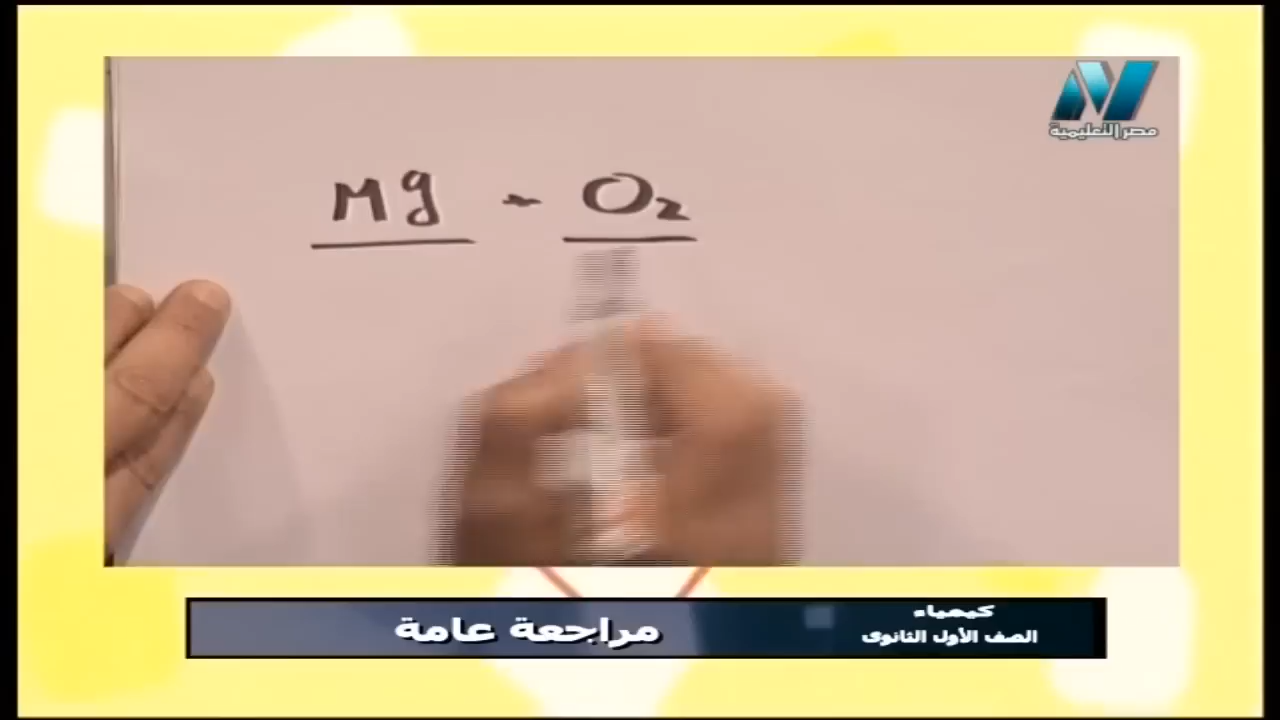 مصر التعليمية
Mg - O₂
كيمياء
الصف الأول الثانوى
مراجعة عامة